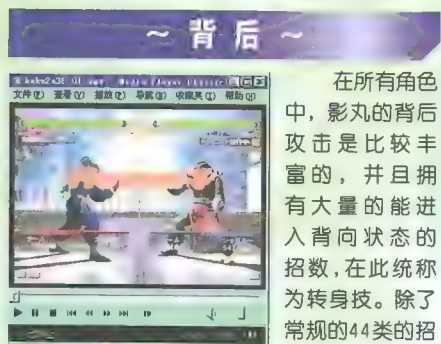 ~ 背后 ~
文件(F) 查看(V) 播放(P) 导航(N) 收藏夹(O) 帮助(H)
在所有角色
中，影丸的背后
攻击是比较丰
富的，并且拥
有大量的能进
入背向状态的
招数，在此统称
为转身技。除了
常规的44类的招